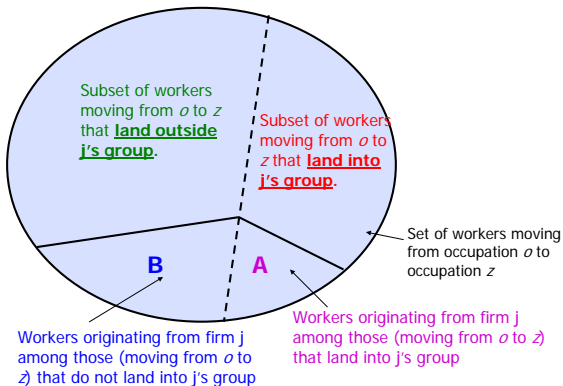 Subset of workers
moving from o to z
that land outside
j's group.
Subset of workers
moving from o to
z that land into
j's group.
B
A
Set of workers moving
from occupation o to
occupation z
Workers originating from firm j
among those (moving from o to
z) that do not land into j's group
Workers originating from firm j
among those (moving from o to z)
that land into j's group